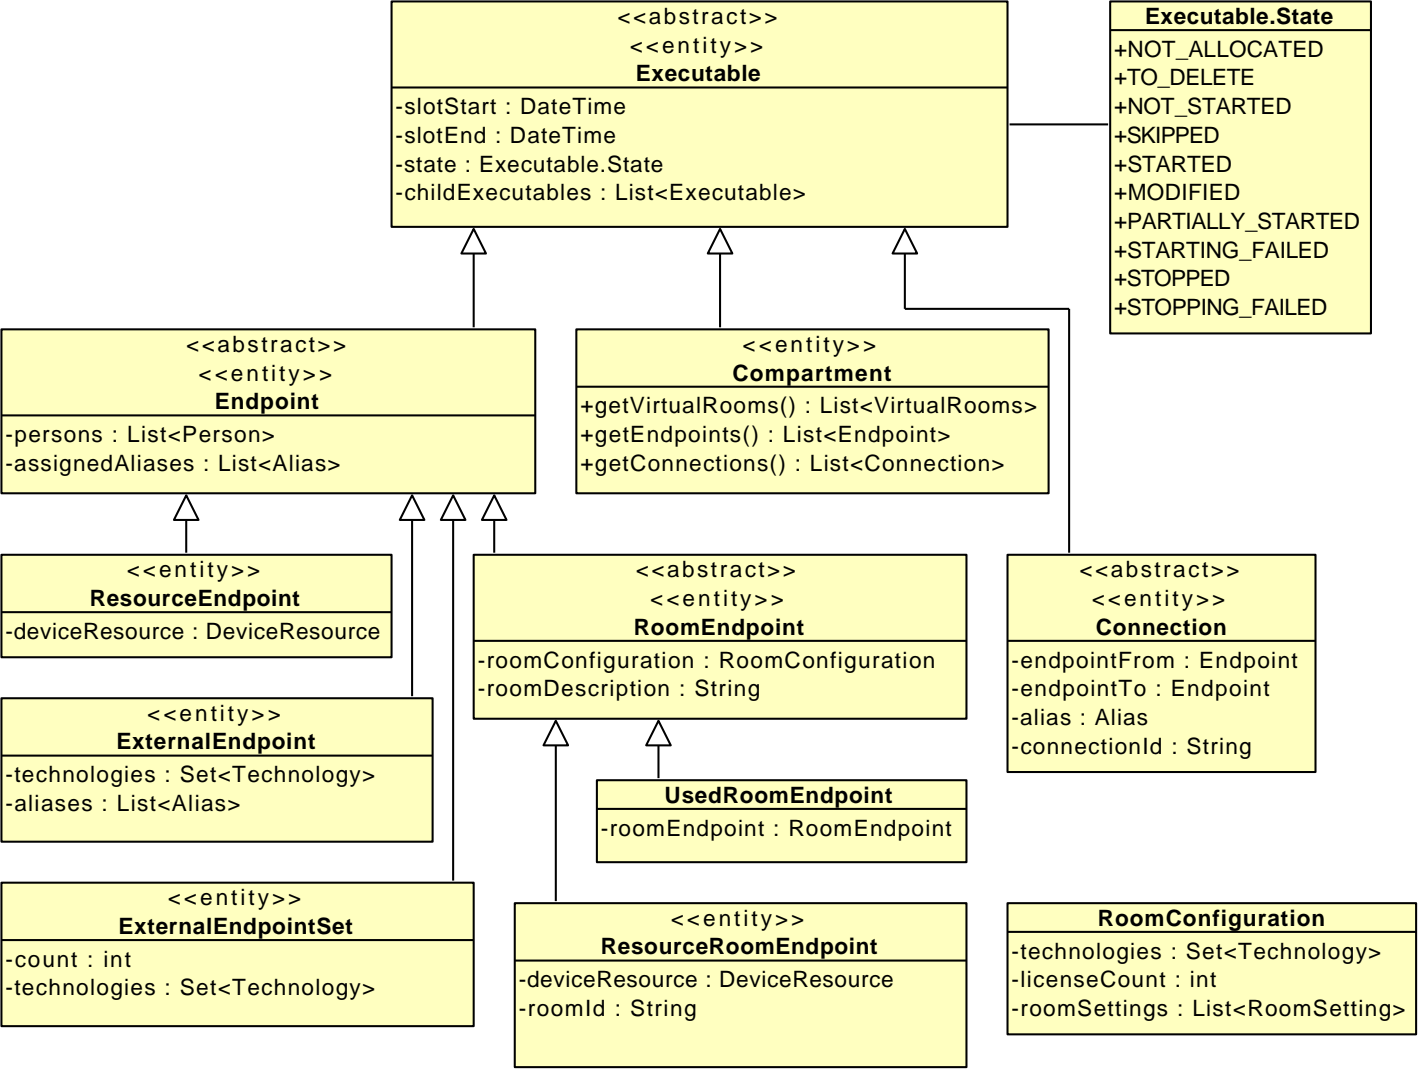 <<abstract>>
<<entity>>
Executable
-slotStart : DateTime
-slotEnd : DateTime
-state : Executable.State
-childExecutables : List<Executable>
Executable.State
+NOT_ALLOCATED
+TO_DELETE
+NOT_STARTED
+SKIPPED
+STARTED
+MODIFIED
+PARTIALLY_STARTED
+STARTING_FAILED
+STOPPED
+STOPPING_FAILED
<<abstract>>
<<entity>>
Endpoint
-persons : List<Person>
-assignedAliases : List<Alias>
<<entity>>
Compartment
+getVirtualRooms() : List<VirtualRooms>
+getEndpoints() : List<Endpoint>
+getConnections() : List<Connection>
<<entity>>
ResourceEndpoint
-deviceResource : DeviceResource
<<abstract>>
<<entity>>
RoomEndpoint
-roomConfiguration : RoomConfiguration
-roomDescription : String
<<abstract>>
<<entity>>
Connection
-endpointFrom : Endpoint
-endpointTo : Endpoint
-alias : Alias
-connectionId : String
<<entity>>
ExternalEndpoint
-technologies : Set<Technology>
-aliases : List<Alias>
UsedRoomEndpoint
-roomEndpoint : RoomEndpoint
<<entity>>
ExternalEndpointSet
-count : int
-technologies : Set<Technology>
<<entity>>
ResourceRoomEndpoint
-deviceResource : DeviceResource
-roomId : String
RoomConfiguration
-technologies : Set<Technology>
-licenseCount : int
-roomSettings : List<RoomSetting>